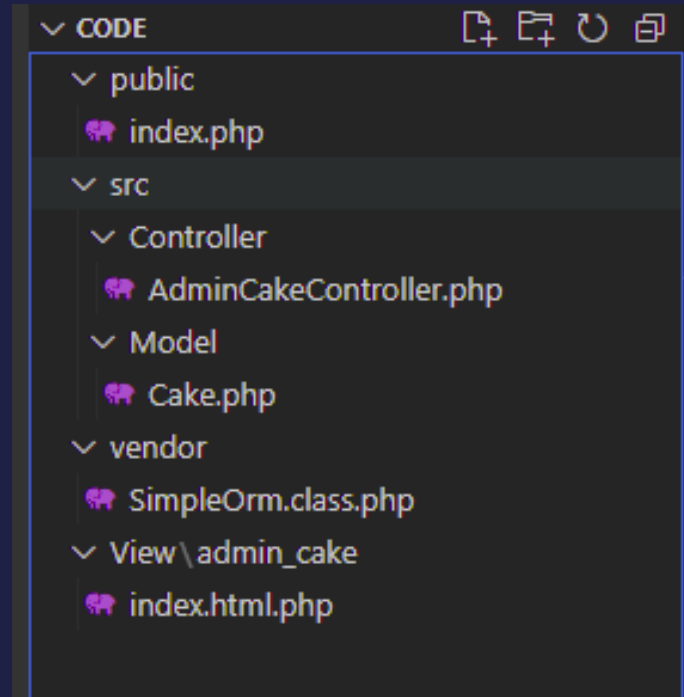 CODE
public
index.php
src
Controller
AdminCakeController.php
Model
Cake.php
vendor
SimpleOrm.class.php
View\admin_cake
index.html.php